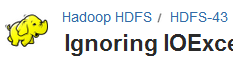 Hadoop HDFS / HDFS-43
Ignoring IOExce